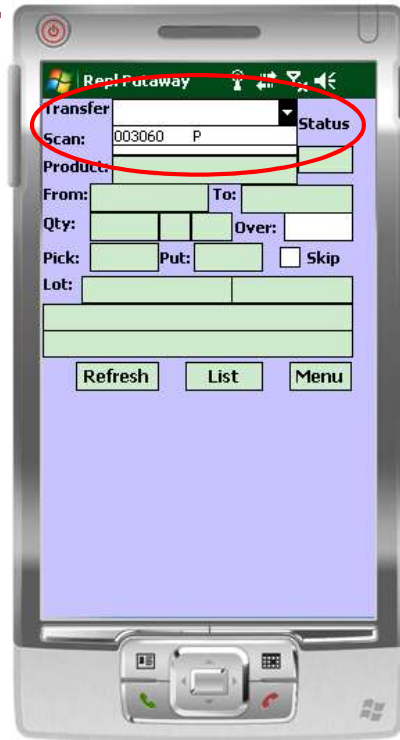 Repl Putaway
Transfer
Status
Scan: 003060 P
Product:
From: To:
Qty: Over:
Pick: Put: Skip
Lot:
Refresh List Menu